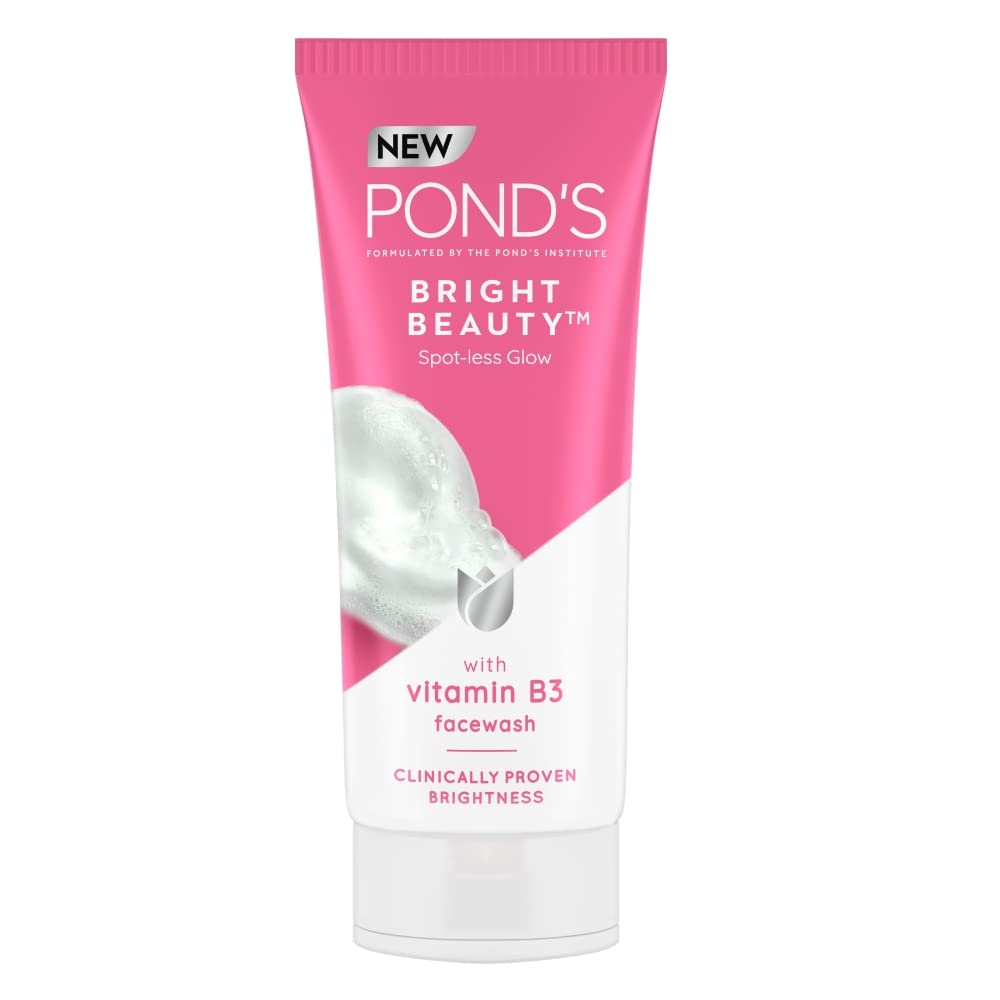 NEW
POND'S
FORMULATED BY THE POND'S INSTITUTE
BRIGHT
BEAUTY™
Spot-less Glow
with
vitamin B3
facewash
CLINICALLY PROVEN
BRIGHTNESS